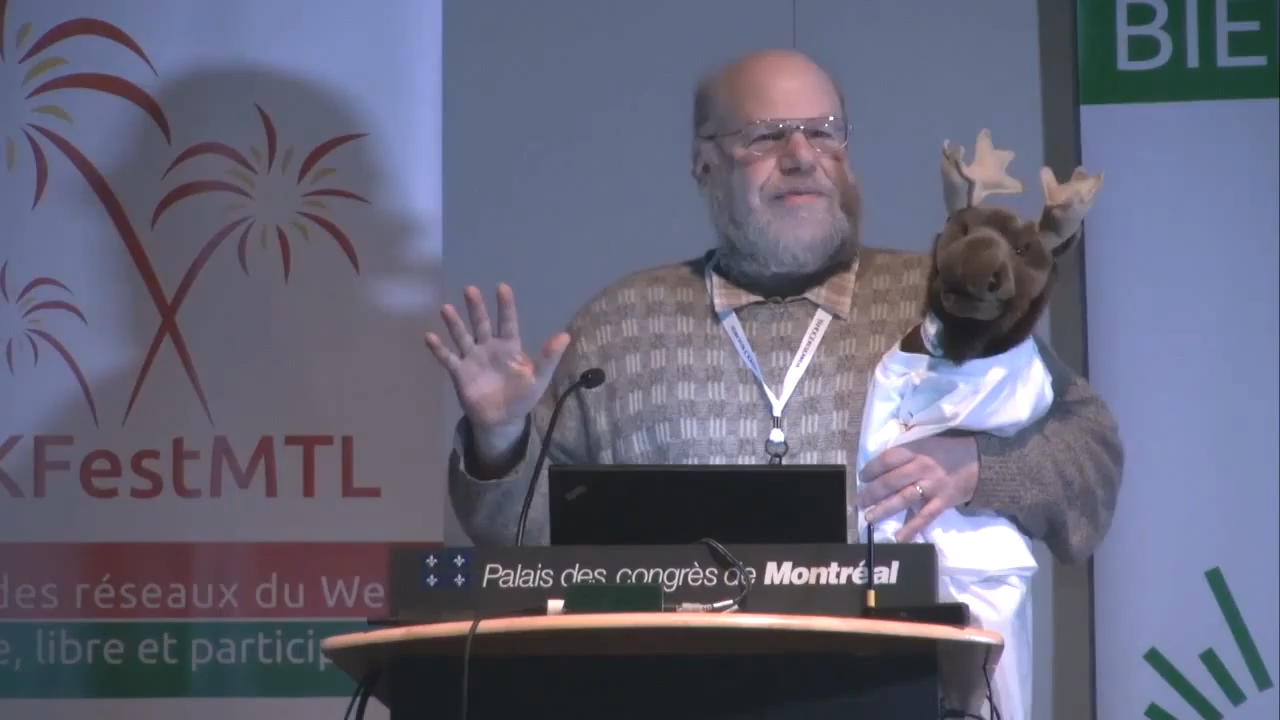 KFestMTL
des réseaux du We
e, libre et particip
BIE
Palais des congrès de Montréal